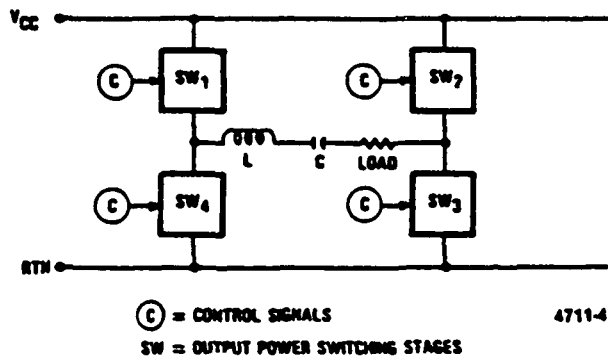 VCC
C SW1 C SW2
L C LOAD
C SW4 C SW3
RTN
C = CONTROL SIGNALS 4711-4
SW = OUTPUT POWER SWITCHING STAGES